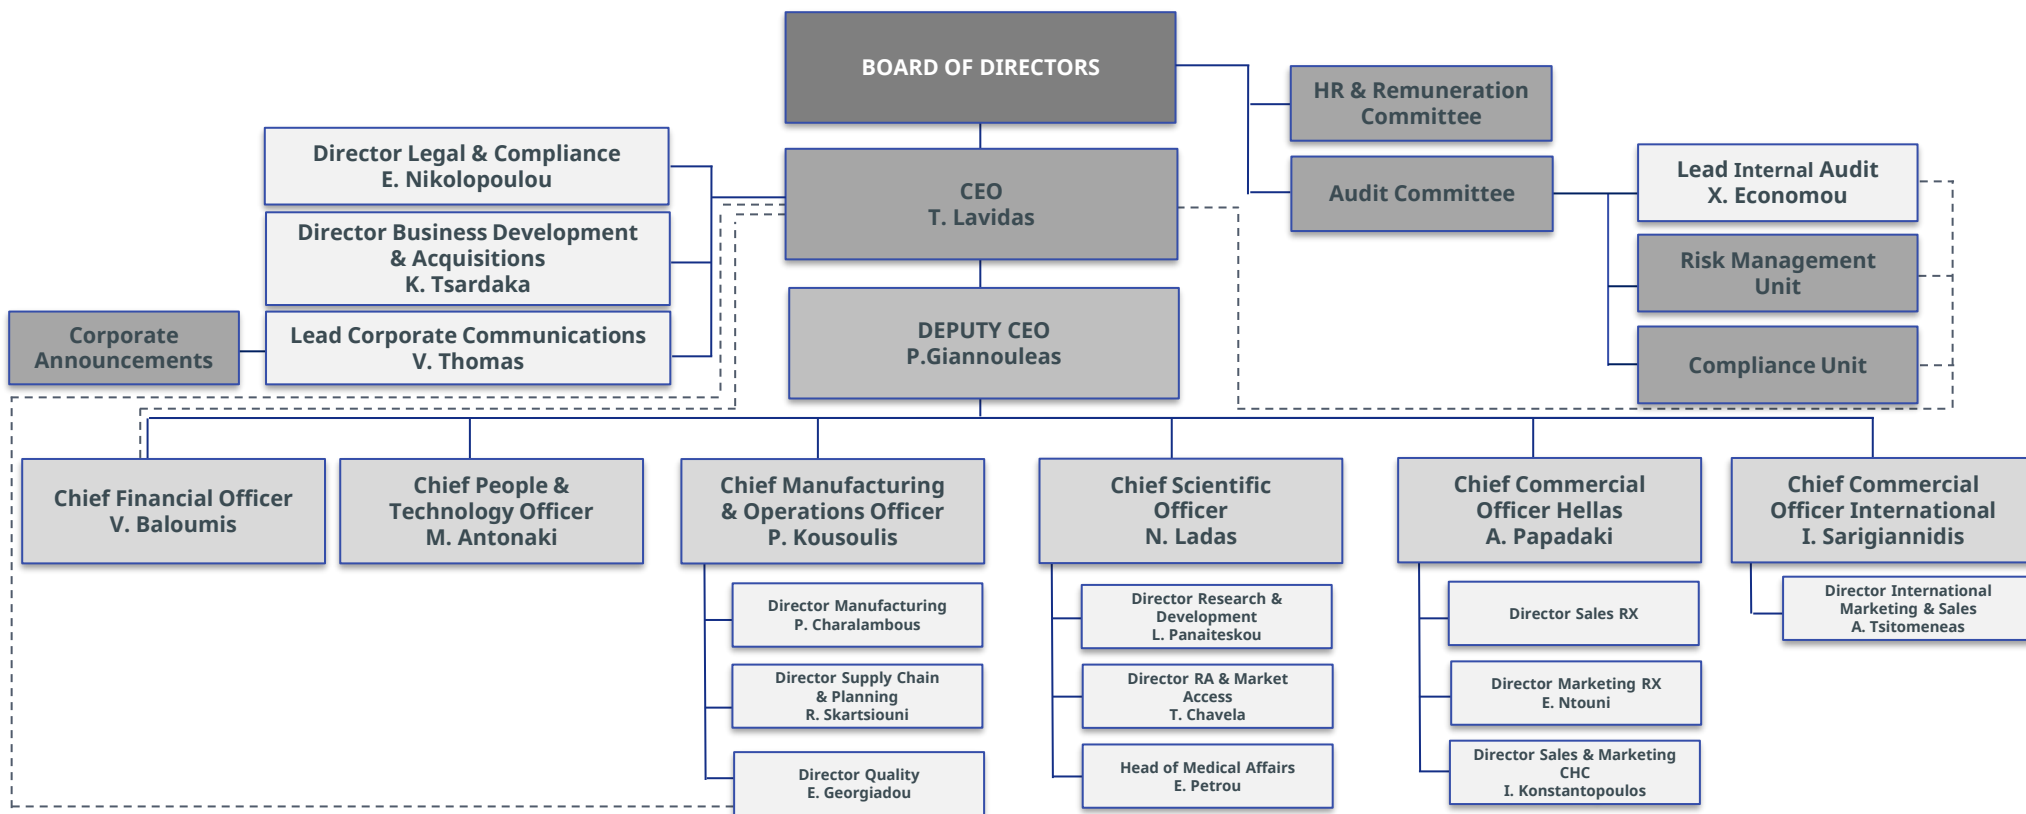 BOARD OF DIRECTORS
HR & Remuneration
Committee
Director Legal & Compliance
E. Nikolopoulou
CEO
T. Lavidas
Audit Committee
Lead Internal Audit
X. Economou
Director Business Development
& Acquisitions
K. Tsardaka
Risk Management
Unit
Corporate
Announcements
Lead Corporate Communications
V. Thomas
DEPUTY CEO
P.Giannouleas
Compliance Unit
Chief Financial Officer
V. Baloumis
Chief People &
Technology Officer
M. Antonaki
Chief Manufacturing
& Operations Officer
P. Kousoulis
Chief Scientific
Officer
N. Ladas
Chief Commercial
Officer Hellas
A. Papadaki
Chief Commercial
Officer International
I. Sarigiannidis
Director Manufacturing
P. Charalambous
Director Supply Chain
& Planning
R. Skartsiouni
Director Quality
E. Georgiadou
Director Research &
Development
L. Panaiteskou
Director RA & Market
Access
T. Chavela
Head of Medical Affairs
E. Petrou
Director Sales RX
Director Marketing RX
E. Ntouni
Director Sales & Marketing
CHC
I. Konstantopoulos
Director International
Marketing & Sales
A. Tsitomeneas